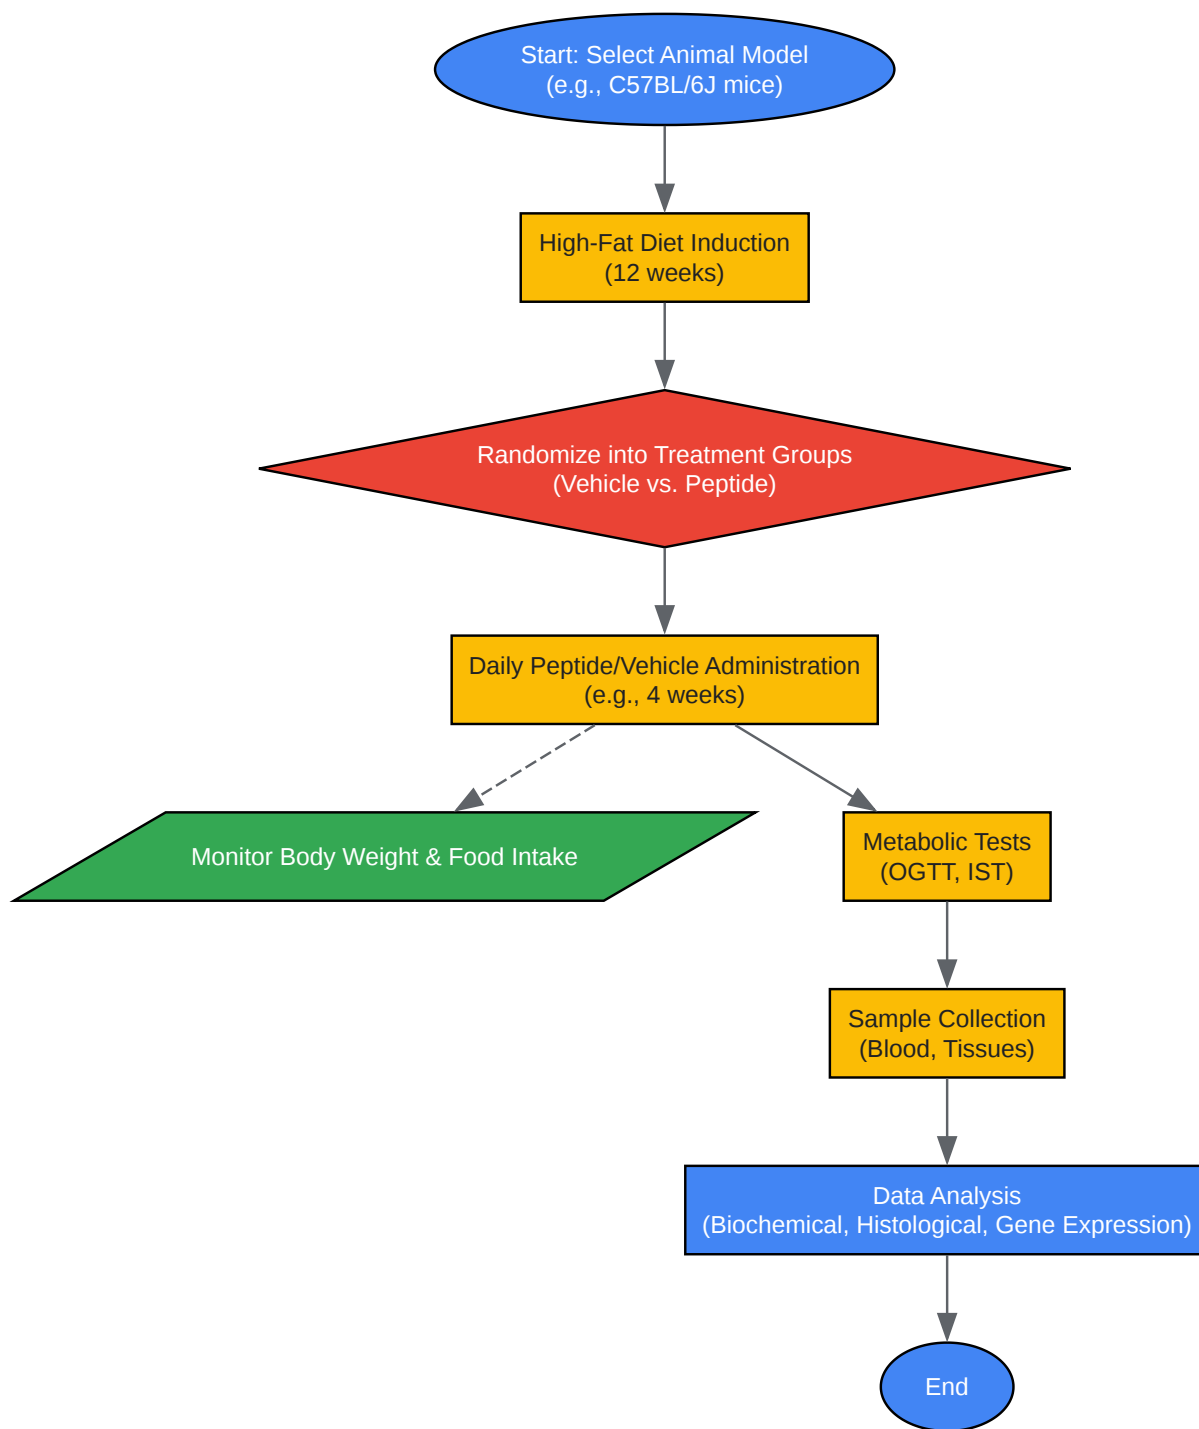 Start: Select Animal Model
(e.g., C57BL/6J mice)
High-Fat Diet Induction
(12 weeks)
Randomize into Treatment Groups
(Vehicle vs. Peptide)
Daily Peptide/Vehicle Administration
(e.g., 4 weeks)
Monitor Body Weight & Food Intake
Metabolic Tests
(OGTT, IST)
Sample Collection
(Blood, Tissues)
Data Analysis
(Biochemical, Histological, Gene Expression)
End